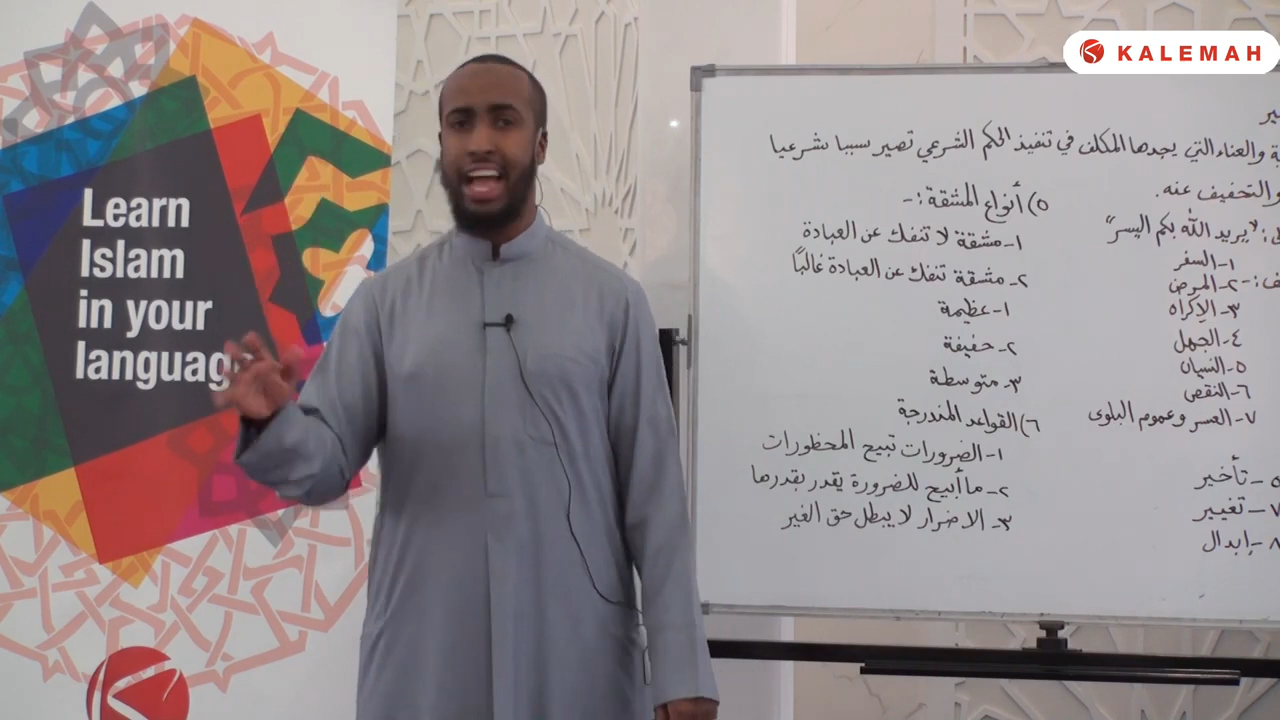 KALEMAH
Learn
Islam
in your
languag
والعناء التي يجدها المكلف في تنفيذ الحكم الشرعي تصير سببا شرعيا
والتخفيف عنه.
"يريد الله بكم اليسر"
١- السفر
٢- المرض
٣- الإكراه
٤- الجهل
٥- النسيان
٦- النقص
٧- العسر وعموم البلوى
تأخير
٧- تغيير
٨- إبدال
٥) أنواع المشقة :-
١- مشقة لا تنفك عن العبادة
٢- مشقة تنفك عن العبادة غالبًا
١- عظيمة
٢- خفيفة
٣- متوسطة
٦) القواعد المندرجة
١- الضرورات تبيح المحظورات
٢- ما أبيح للضرورة يقدر بقدرها
٣- الاضرار لا يبطل حق الغير